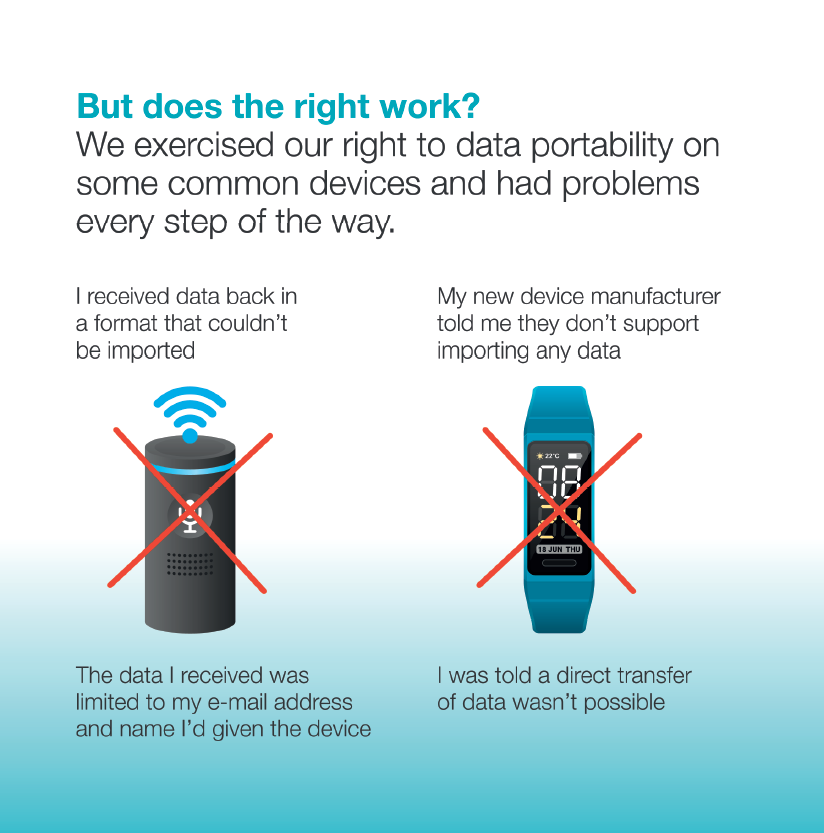 But does the right work?
We exercised our right to data portability on
some common devices and had problems
every step of the way.
I received data back in
a format that couldn't
be imported
My new device manufacturer
told me they don't support
importing any data
22°C
08
18 JUN THU
The data I received was
limited to my e-mail address
and name I'd given the device
I was told a direct transfer
of data wasn't possible